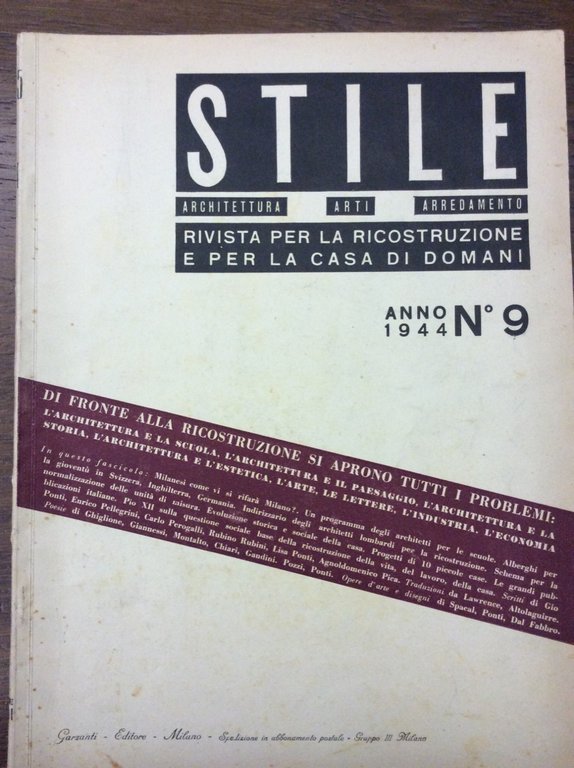 STILE
ARCHITETTURA ARTI ARREDAMENTO
RIVISTA PER LA RICOSTRUZIONE
E PER LA CASA DI DOMANI
ANNO
1944 Nº 9
DI FRONTE ALLA RICOSTRUZIONE SI APRONO TUTTI I PROBLEMI:
L'ARCHITETTURA E LA SCUOLA, L'ARCHITETTURA E IL PAESAGGIO, L'ARCHITETTURA E LA
STORIA, L'ARCHITETTURA E L'ESTETICA, L'ARTE, LE LETTERE, L'INDUSTRIA, L'ECONOMIA
In questo fascicolo: Milanesi come vi si rifarà Milano?. Un programma degli architetti per le scuole. Alberghi per
la gioventù in Svizzera, Inghilterra, Germania. Indirizzario degli architetti lombardi per la ricostruzione. Schema per la
normalizzazione delle unità di misura. Evoluzione storica e sociale della casa. Progetti di 10 piccole case. Le grandi pub-
blicazioni italiane. Pio XII sulla questione sociale base della ricostruzione della vita, del lavoro, della casa. Scritti di Gio
Ponti, Enrico Pellegrini, Carlo Perogalli, Rubino Rubini, Lisa Ponti, Agnoldomenico Pica. Traduzioni da Lawrence, Altolaguirre.
Poesie di Ghiglione, Giannessi, Montalto, Chiari, Gandini, Pozzi, Ponti. Opere d'arte e disegni di Spacal, Ponti, Dal Fabbro.
Garzanti - Editore - Milano - Spedizione in abbonamento postale - Gruppo III Milano